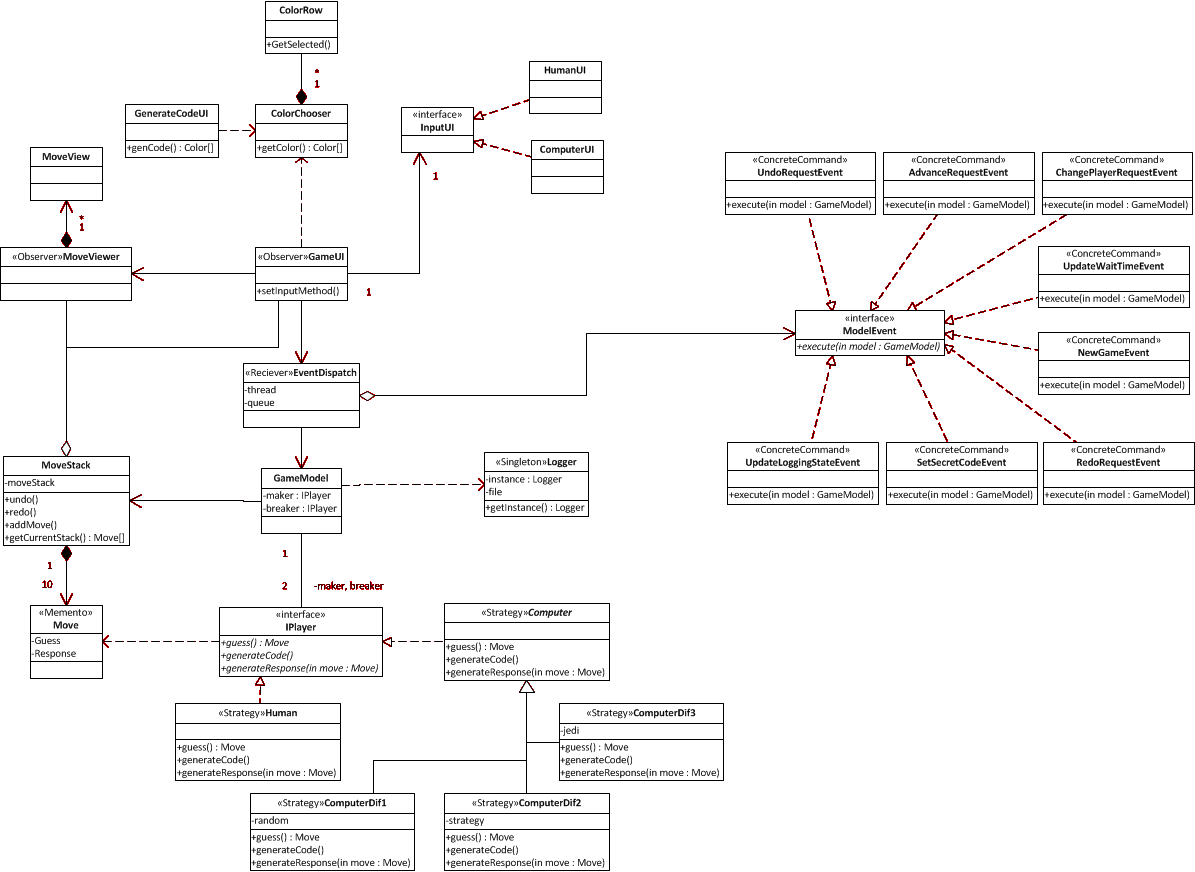 ColorRow
+GetSelected()
*
1
GenerateCodeUI
+genCode() : Color[]
ColorChooser
+getColor() : Color[]
«interface»
InputUI
HumanUI
ComputerUI
1
MoveView
*
1
«Observer»MoveViewer
«Observer»GameUI
+setInputMethod()
1
«Reciever»EventDispatch
-thread
-queue
«ConcreteCommand»
UndoRequestEvent
+execute(in model : GameModel)
«ConcreteCommand»
AdvanceRequestEvent
+execute(in model : GameModel)
«ConcreteCommand»
ChangePlayerRequestEvent
+execute(in model : GameModel)
«ConcreteCommand»
UpdateWaitTimeEvent
+execute(in model : GameModel)
«interface»
ModelEvent
+execute(in model : GameModel)
«ConcreteCommand»
NewGameEvent
+execute(in model : GameModel)
«ConcreteCommand»
UpdateLoggingStateEvent
+execute(in model : GameModel)
«ConcreteCommand»
SetSecretCodeEvent
+execute(in model : GameModel)
«ConcreteCommand»
RedoRequestEvent
+execute(in model : GameModel)
MoveStack
-moveStack
+undo()
+redo()
+addMove()
+getCurrentStack() : Move[]
GameModel
-maker : IPlayer
-breaker : IPlayer
«Singleton»Logger
-instance : Logger
-file
+getInstance() : Logger
1
10
1
2
-maker, breaker
«Memento»
Move
-Guess
-Response
«interface»
IPlayer
+guess() : Move
+generateCode()
+generateResponse(in move : Move)
«Strategy»Computer
+guess() : Move
+generateCode()
+generateResponse(in move : Move)
«Strategy»Human
+guess() : Move
+generateCode()
+generateResponse(in move : Move)
«Strategy»ComputerDif3
-jedi
+guess() : Move
+generateCode()
+generateResponse(in move : Move)
«Strategy»ComputerDif1
-random
+guess() : Move
+generateCode()
+generateResponse(in move : Move)
«Strategy»ComputerDif2
-strategy
+guess() : Move
+generateCode()
+generateResponse(in move : Move)